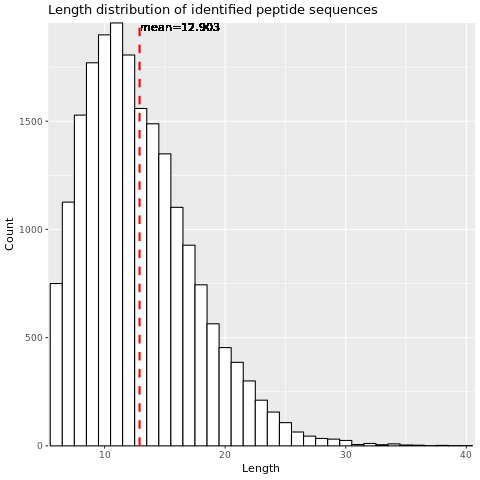 Length distribution of identified peptide sequences
mean=12.903
Count
1500
1000
500
0
10 20 30 40
Length